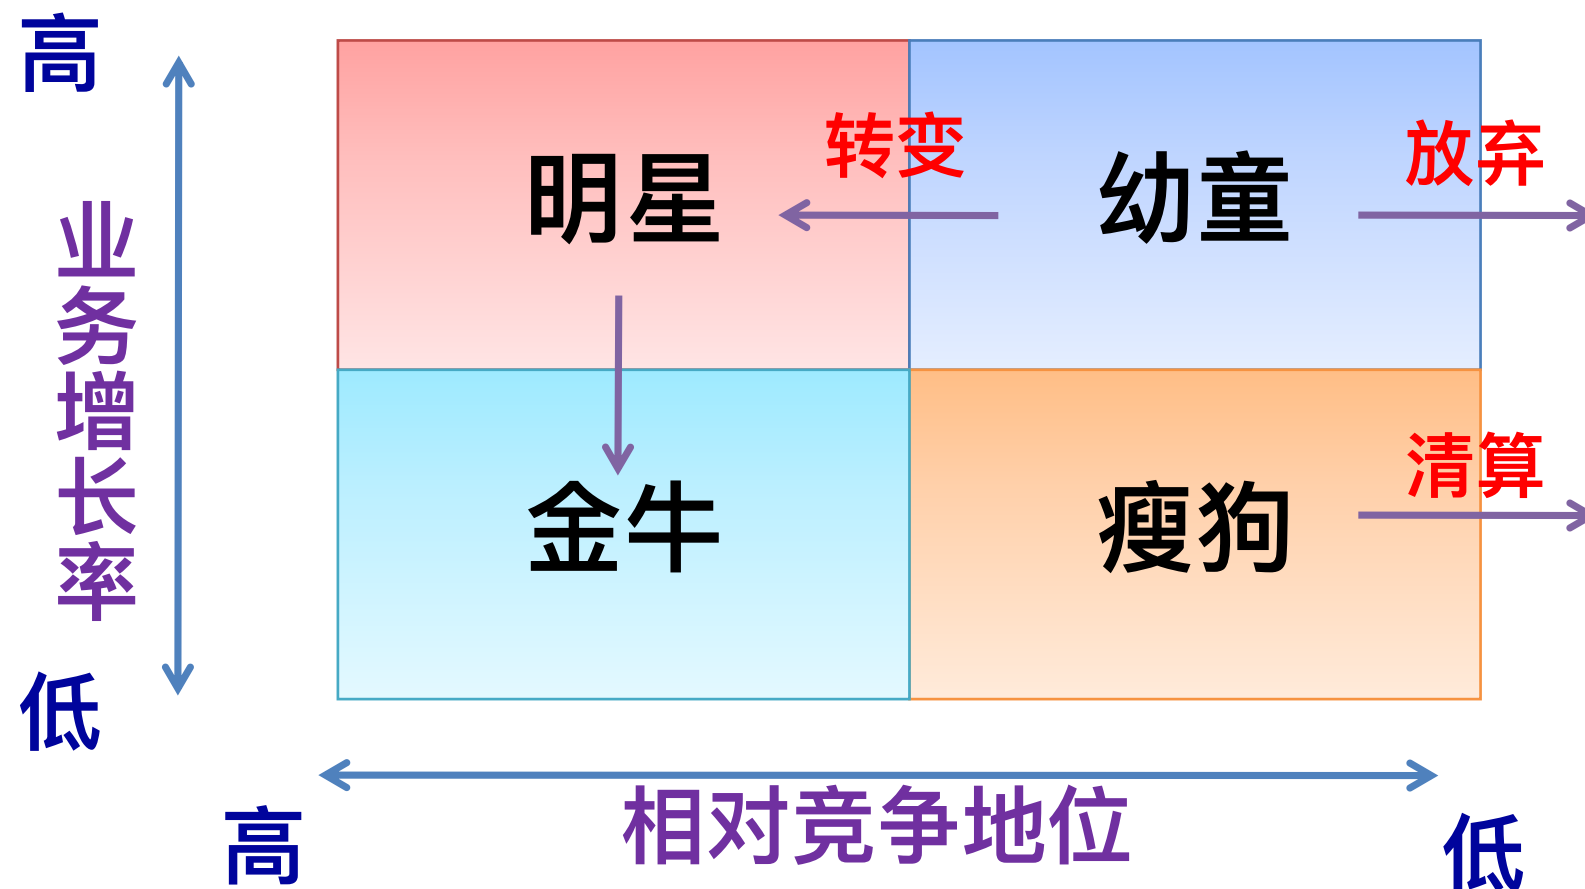 高
转变
放弃
明星
幼童
业务增长率
清算
金牛
瘦狗
低
相对竞争地位
高
低